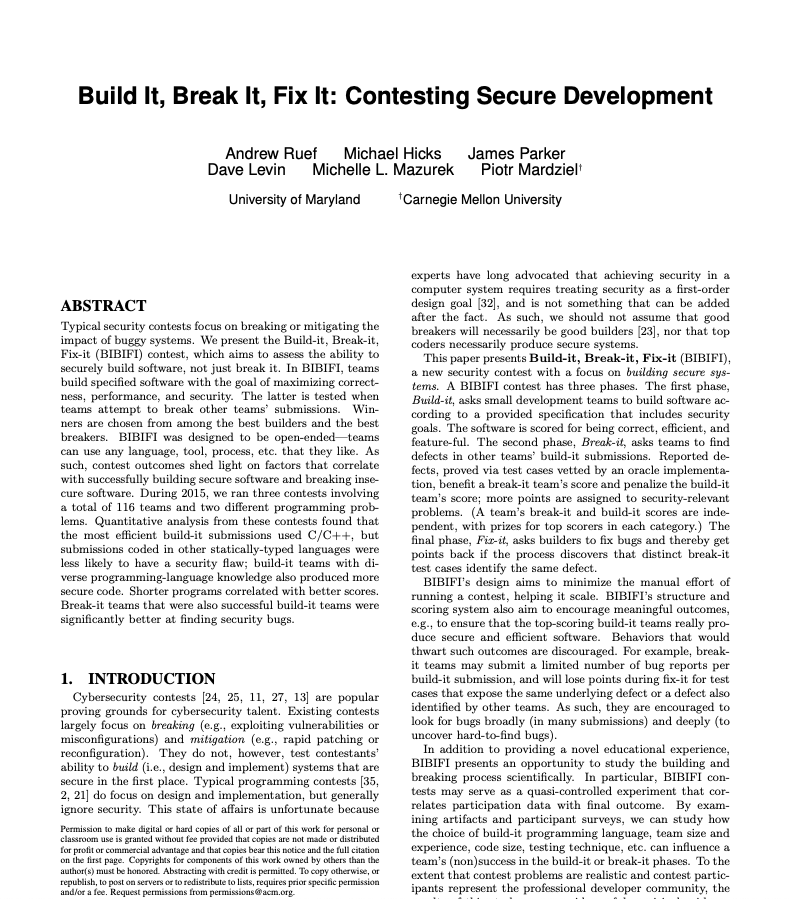 Build It, Break It, Fix It: Contesting Secure Development
Andrew Ruef Michael Hicks James Parker
Dave Levin Michelle L. Mazurek Piotr Mardziel†
University of Maryland †Carnegie Mellon University
ABSTRACT
Typical security contests focus on breaking or mitigating the
impact of buggy systems. We present the Build-it, Break-it,
Fix-it (BIBIFI) contest, which aims to assess the ability to
securely build software, not just break it. In BIBIFI, teams
build specified software with the goal of maximizing correct-
ness, performance, and security. The latter is tested when
teams attempt to break other teams' submissions. Win-
ners are chosen from among the best builders and the best
breakers. BIBIFI was designed to be open-ended—teams
can use any language, tool, process, etc. that they like. As
such, contest outcomes shed light on factors that correlate
with successfully building secure software and breaking inse-
cure software. During 2015, we ran three contests involving
a total of 116 teams and two different programming prob-
lems. Quantitative analysis from these contests found that
the most efficient build-it submissions used C/C++, but
submissions coded in other statically-typed languages were
less likely to have a security flaw; build-it teams with di-
verse programming-language knowledge also produced more
secure code. Shorter programs correlated with better scores.
Break-it teams that were also successful build-it teams were
significantly better at finding security bugs.
1. INTRODUCTION
Cybersecurity contests [24, 25, 11, 27, 13] are popular
proving grounds for cybersecurity talent. Existing contests
largely focus on breaking (e.g., exploiting vulnerabilities or
misconfigurations) and mitigation (e.g., rapid patching or
reconfiguration). They do not, however, test contestants'
ability to build (i.e., design and implement) systems that are
secure in the first place. Typical programming contests [35,
2, 21] do focus on design and implementation, but generally
ignore security. This state of affairs is unfortunate because
Permission to make digital or hard copies of all or part of this work for personal or
classroom use is granted without fee provided that copies are not made or distributed
for profit or commercial advantage and that copies bear this notice and the full citation
on the first page. Copyrights for components of this work owned by others than the
author(s) must be honored. Abstracting with credit is permitted. To copy otherwise, or
republish, to post on servers or to redistribute to lists, requires prior specific permission
and/or a fee. Request permissions from permissions@acm.org.
experts have long advocated that achieving security in a
computer system requires treating security as a first-order
design goal [32], and is not something that can be added
after the fact. As such, we should not assume that good
breakers will necessarily be good builders [23], nor that top
coders necessarily produce secure systems.
This paper presents Build-it, Break-it, Fix-it (BIBIFI),
a new security contest with a focus on building secure sys-
tems. A BIBIFI contest has three phases. The first phase,
Build-it, asks small development teams to build software ac-
cording to a provided specification that includes security
goals. The software is scored for being correct, efficient, and
feature-ful. The second phase, Break-it, asks teams to find
defects in other teams' build-it submissions. Reported de-
fects, proved via test cases vetted by an oracle implementa-
tion, benefit a break-it team's score and penalize the build-it
team's score; more points are assigned to security-relevant
problems. (A team's break-it and build-it scores are inde-
pendent, with prizes for top scorers in each category.) The
final phase, Fix-it, asks builders to fix bugs and thereby get
points back if the process discovers that distinct break-it
test cases identify the same defect.
BIBIFI's design aims to minimize the manual effort of
running a contest, helping it scale. BIBIFI's structure and
scoring system also aim to encourage meaningful outcomes,
e.g., to ensure that the top-scoring build-it teams really pro-
duce secure and efficient software. Behaviors that would
thwart such outcomes are discouraged. For example, break-
it teams may submit a limited number of bug reports per
build-it submission, and will lose points during fix-it for test
cases that expose the same underlying defect or a defect also
identified by other teams. As such, they are encouraged to
look for bugs broadly (in many submissions) and deeply (to
uncover hard-to-find bugs).
In addition to providing a novel educational experience,
BIBIFI presents an opportunity to study the building and
breaking process scientifically. In particular, BIBIFI con-
tests may serve as a quasi-controlled experiment that cor-
relates participation data with final outcome. By exam-
ining artifacts and participant surveys, we can study how
the choice of build-it programming language, team size and
experience, code size, testing technique, etc. can influence a
team's (non)success in the build-it or break-it phases. To the
extent that contest problems are realistic and contest partic-
ipants represent the professional developer community, the